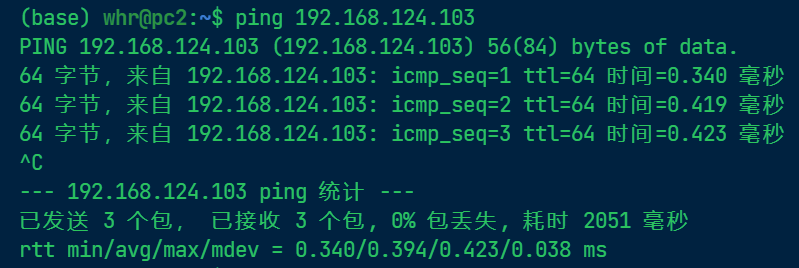 (base) whr@pc2:~$ ping 192.168.124.103
PING 192.168.124.103 (192.168.124.103) 56(84) bytes of data.
64 字节，来自 192.168.124.103: icmp_seq=1 ttl=64 时间=0.340 毫秒
64 字节，来自 192.168.124.103: icmp_seq=2 ttl=64 时间=0.419 毫秒
64 字节，来自 192.168.124.103: icmp_seq=3 ttl=64 时间=0.423 毫秒
^C
--- 192.168.124.103 ping 统计 ---
已发送 3 个包， 已接收 3 个包, 0% 包丢失, 耗时 2051 毫秒
rtt min/avg/max/mdev = 0.340/0.394/0.423/0.038 ms